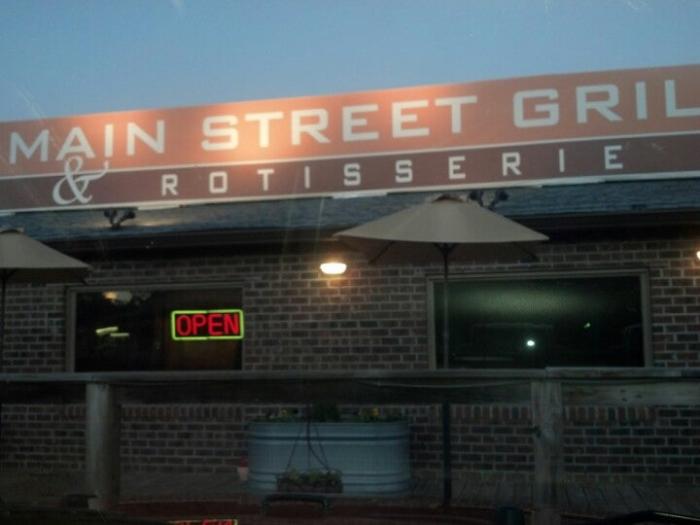 MAIN STREET GRIL
& ROTISSERIE
OPEN